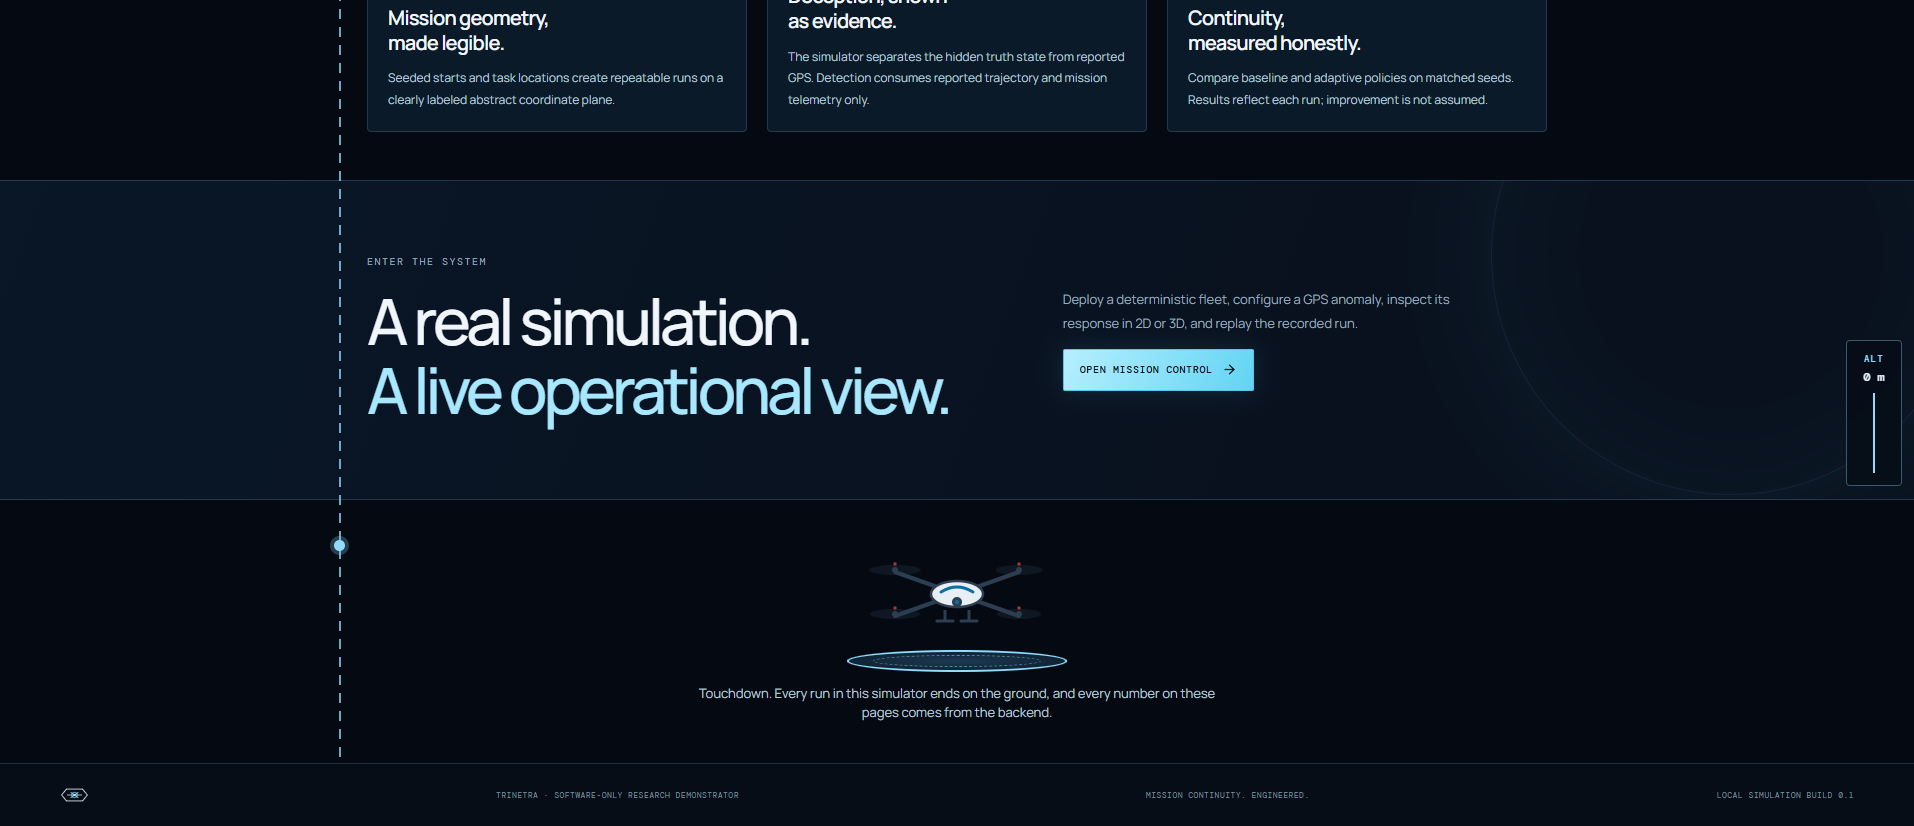 Mission geometry,
made legible.
Seeded starts and task locations create repeatable runs on a
clearly labeled abstract coordinate plane.
Deception, shown
as evidence.
The simulator separates the hidden truth state from reported
GPS. Detection consumes reported trajectory and mission
telemetry only.
Continuity,
measured honestly.
Compare baseline and adaptive policies on matched seeds.
Results reflect each run; improvement is not assumed.
ENTER THE SYSTEM
A real simulation.
A live operational view.
Deploy a deterministic fleet, configure a GPS anomaly, inspect its
response in 2D or 3D, and replay the recorded run.
OPEN MISSION CONTROL →
ALT
0 m
Touchdown. Every run in this simulator ends on the ground, and every number on these
pages comes from the backend.
TRINETRA · SOFTWARE-ONLY RESEARCH DEMONSTRATOR
MISSION CONTINUITY. ENGINEERED.
LOCAL SIMULATION BUILD 0.1